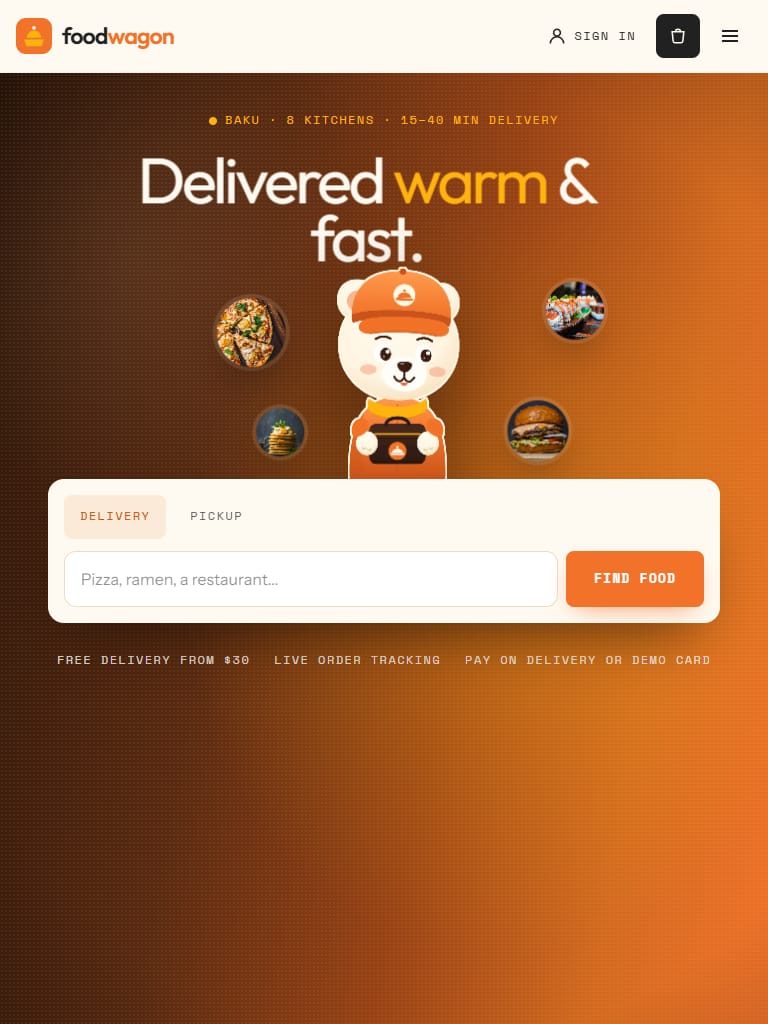 foodwagon
SIGN IN
BAKU · 8 KITCHENS · 15–40 MIN DELIVERY
Delivered warm &
fast.
DELIVERY
PICKUP
Pizza, ramen, a restaurant...
FIND FOOD
FREE DELIVERY FROM $30
LIVE ORDER TRACKING
PAY ON DELIVERY OR DEMO CARD